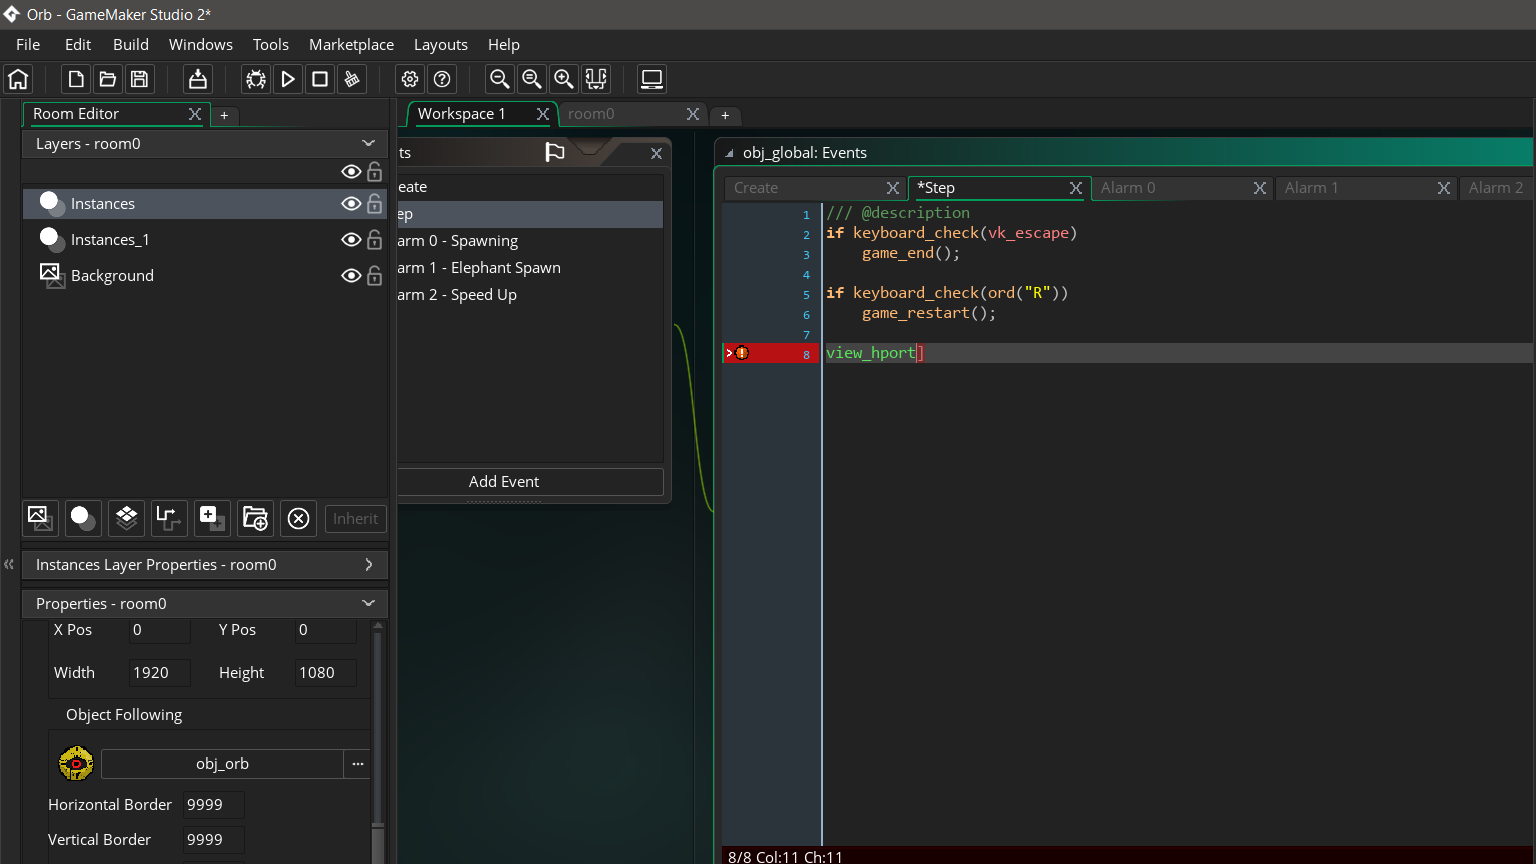 Orb - GameMaker Studio 2*
File Edit Build Windows Tools Marketplace Layouts Help
Room Editor
+
Workspace 1
room0
+
Layers - room0
Instances
Instances_1
Background
Inherit
Instances Layer Properties - room0
Properties - room0
X Pos 0 Y Pos 0
Width 1920 Height 1080
Object Following
obj_orb ...
Horizontal Border 9999
Vertical Border 9999
ts
eate
ep
arm 0 - Spawning
arm 1 - Elephant Spawn
arm 2 - Speed Up
Add Event
obj_global: Events
Create *Step Alarm 0 Alarm 1 Alarm 2
1 /// @description
2 if keyboard_check(vk_escape)
3 game_end();
4
5 if keyboard_check(ord("R"))
6 game_restart();
7
8 view_hport]
8/8 Col:11 Ch:11